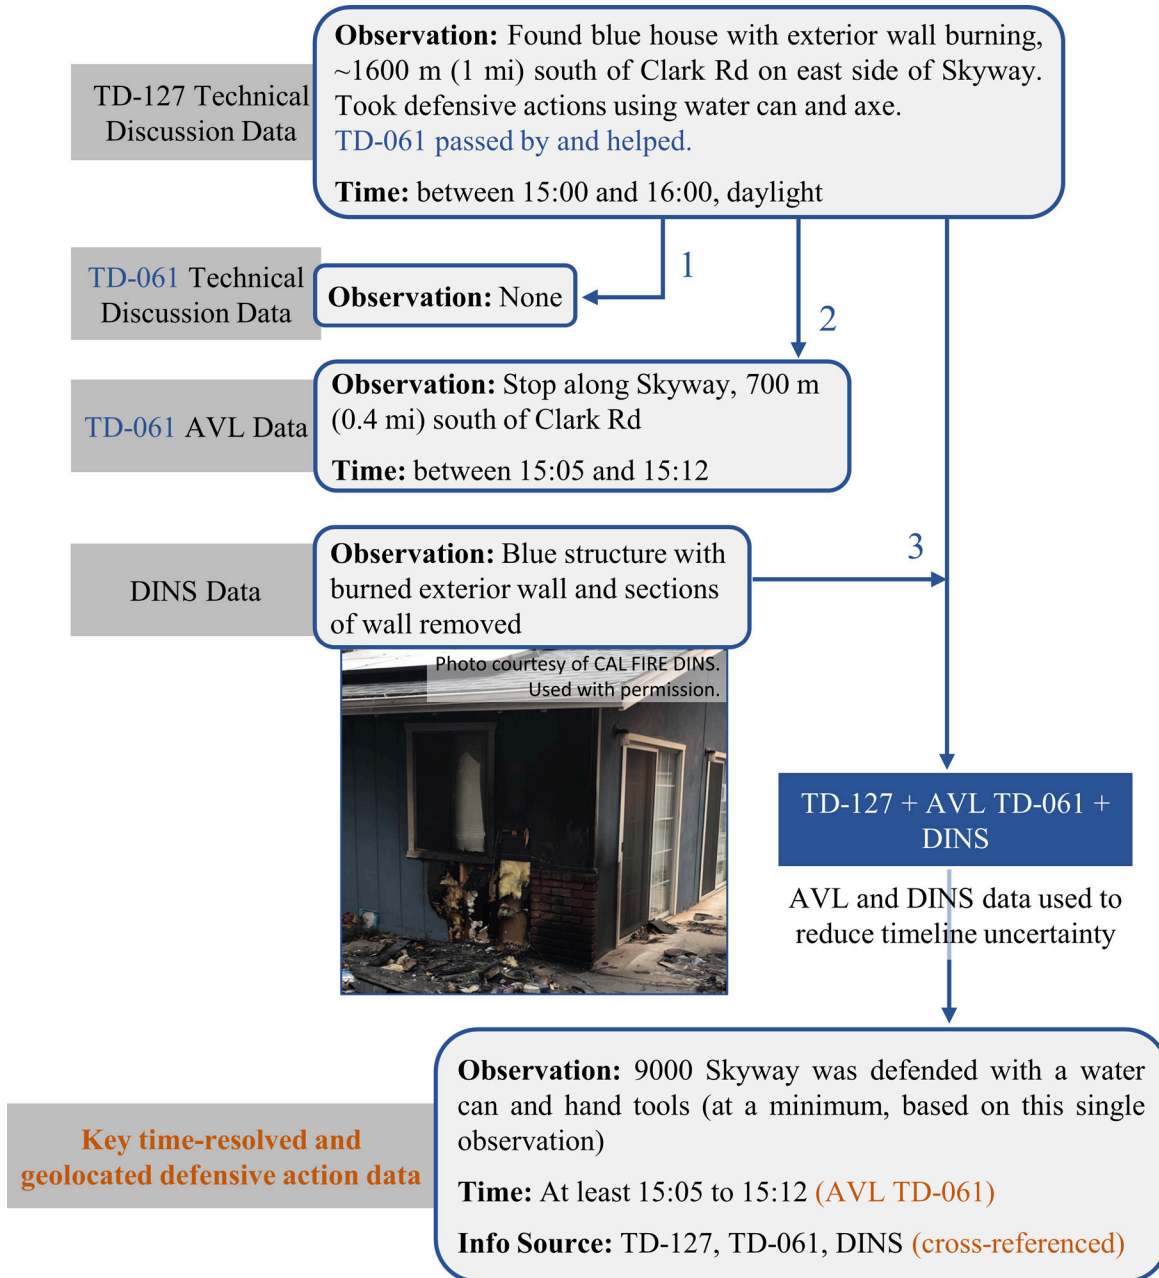 TD-127 Technical
Discussion Data
Observation: Found blue house with exterior wall burning,
~1600 m (1 mi) south of Clark Rd on east side of Skyway.
Took defensive actions using water can and axe.
TD-061 passed by and helped.
Time: between 15:00 and 16:00, daylight
1
2
3
TD-061 Technical
Discussion Data
Observation: None
TD-061 AVL Data
Observation: Stop along Skyway, 700 m
(0.4 mi) south of Clark Rd
Time: between 15:05 and 15:12
DINS Data
Observation: Blue structure with
burned exterior wall and sections
of wall removed
Photo courtesy of CAL FIRE DINS.
Used with permission.
TD-127 + AVL TD-061 +
DINS
AVL and DINS data used to
reduce timeline uncertainty
Key time-resolved and
geolocated defensive action data
Observation: 9000 Skyway was defended with a water
can and hand tools (at a minimum, based on this single
observation)
Time: At least 15:05 to 15:12 (AVL TD-061)
Info Source: TD-127, TD-061, DINS (cross-referenced)